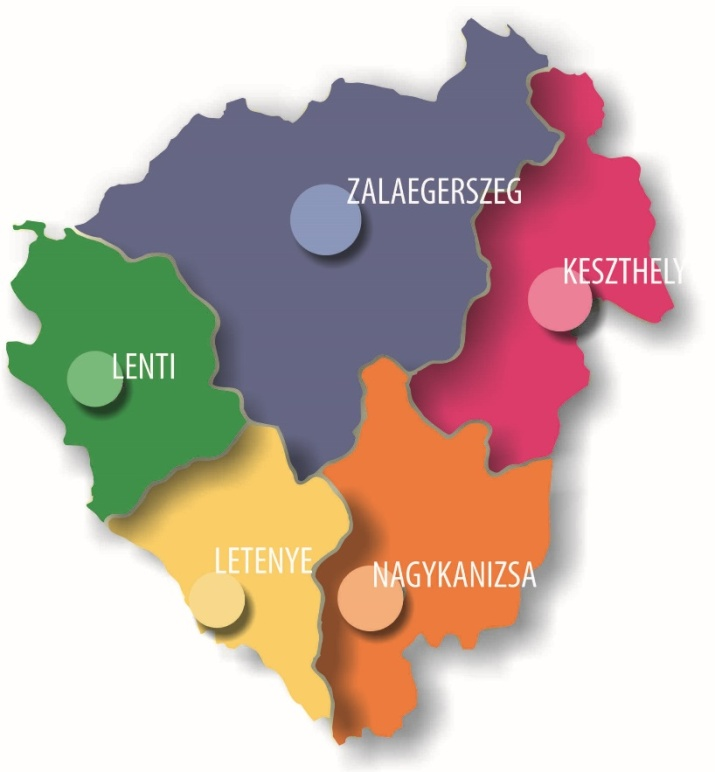 ZALAEGERSZEG
KESZTHELY
LENTI
LETENYE
NAGYKANIZSA